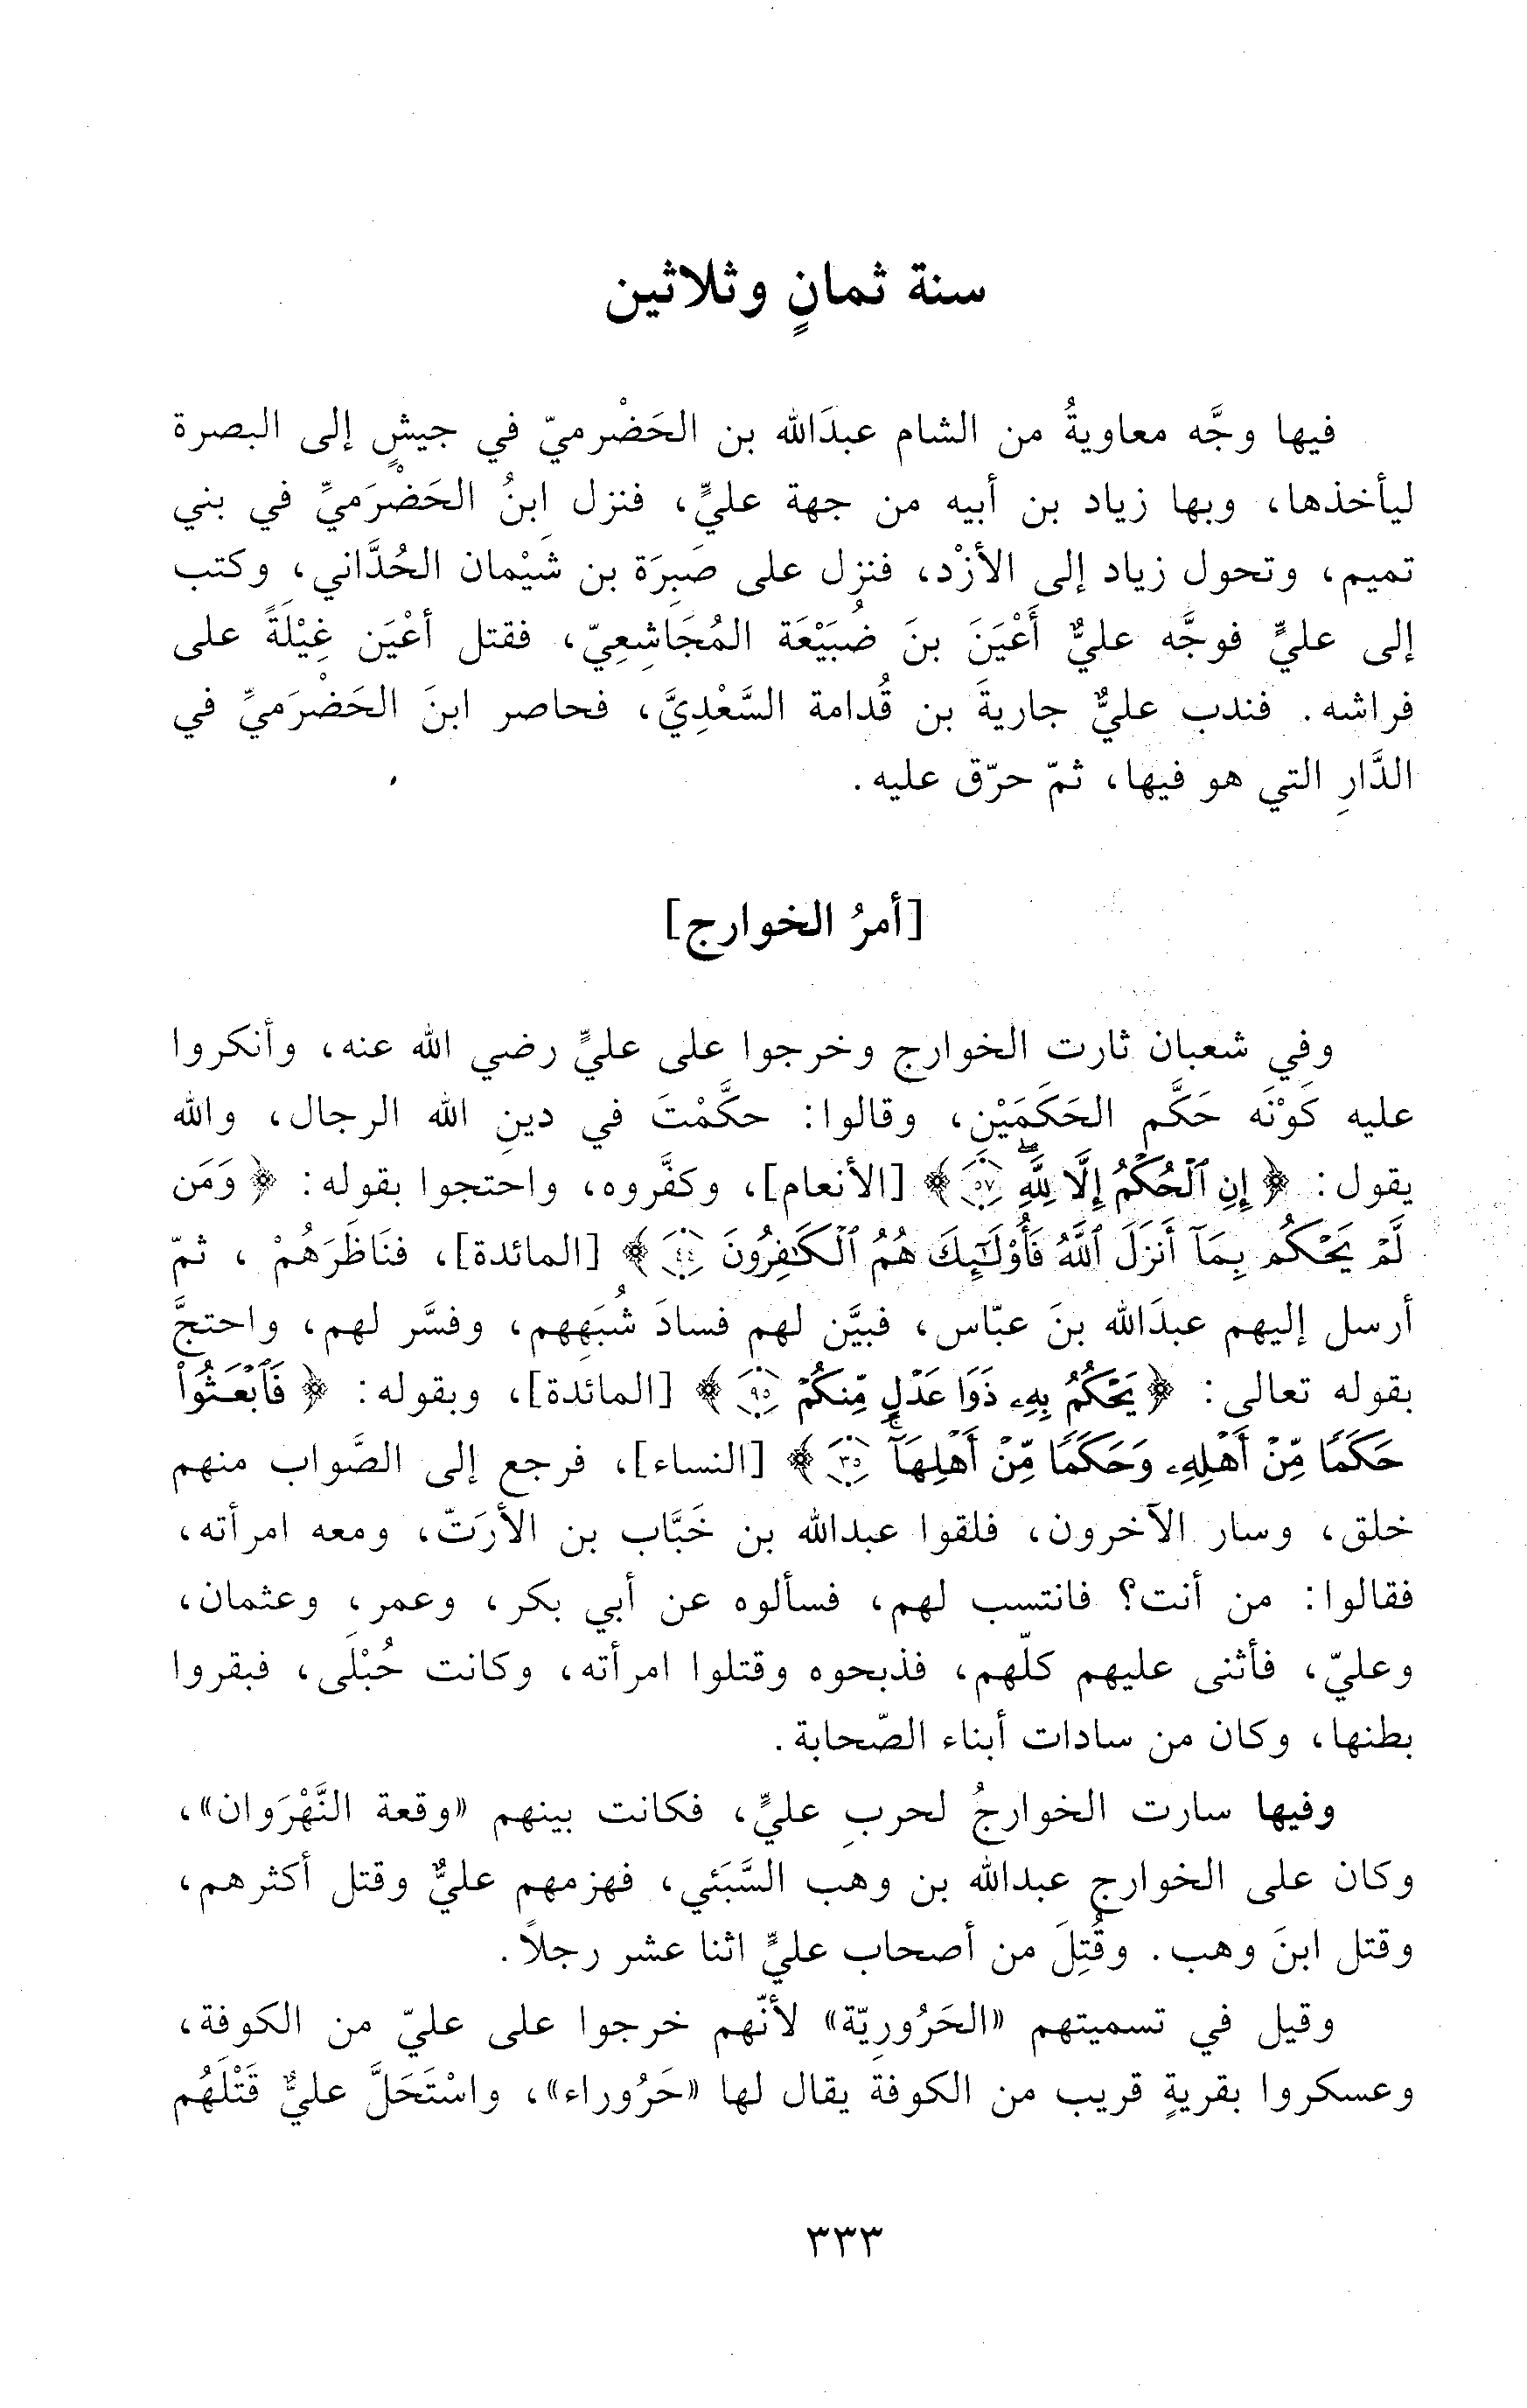 سنة ثمانٍ وثلاثين
فيها وجَّه معاويةُ من الشام عبدَالله بن الحَضْرميّ في جيشٍ إلى البصرة
ليأخذها، وبها زياد بن أبيه من جهة عليٍّ، فنزل ابنُ الحَضْرَميِّ في بني
تميم، وتحول زياد إلى الأزْد، فنزل على صَبِرَة بن شَيْمان الحُدَّاني، وكتب
إلى عليٍّ فوجَّه عليٌّ أَعْيَنَ بنَ ضُبَيْعَة المُجَاشِعِيّ، فقتل أعْيَن غِيْلَةً على
فراشه. فندب عليٌّ جاريةَ بن قُدامة السَّعْدِيَّ، فحاصر ابنَ الحَضْرَميِّ في
الدَّارِ التي هو فيها، ثمّ حرّق عليه.
[أمرُ الخوارج]
وفي شعبان ثارت الخوارج وخرجوا على عليٍّ رضي الله عنه، وأنكروا
عليه كَوْنَه حَكَّم الحَكَمَيْنِ، وقالوا: حكَّمْتَ في دينِ الله الرجال، والله
يقول: ﴿إِنِ ٱلْحُكْمُ إِلَّا لِلَّهِۖ ٥٧﴾ [الأنعام]، وكفَّروه، واحتجوا بقوله: ﴿وَمَن
لَّمْ يَحْكُم بِمَآ أَنزَلَ ٱللَّهُ فَأُوْلَٰٓئِكَ هُمُ ٱلْكَٰفِرُونَ ٤٤﴾ [المائدة]، فنَاظَرَهُمْ ، ثمّ
أرسل إليهم عبدَالله بنَ عبّاس، فبيَّن لهم فسادَ شُبَهِهم، وفسَّر لهم، واحتجَّ
بقوله تعالى: ﴿يَحْكُمُ بِهِۦ ذَوَا عَدْلٍ مِّنكُمْ ٩٥﴾ [المائدة]، وبقوله: ﴿فَٱبْعَثُواْ
حَكَمًا مِّنْ أَهْلِهِۦ وَحَكَمًا مِّنْ أَهْلِهَآۚ ٣٥﴾ [النساء]، فرجع إلى الصَّواب منهم
خلق، وسار الآخرون، فلقوا عبدالله بن خَبَّاب بن الأرَتّ، ومعه امرأته،
فقالوا: من أنت؟ فانتسب لهم، فسألوه عن أبي بكر، وعمر، وعثمان،
وعليّ، فأثنى عليهم كلّهم، فذبحوه وقتلوا امرأته، وكانت حُبْلَى، فبقروا
بطنها، وكان من سادات أبناء الصّحابة.
وفيها سارت الخوارجُ لحربِ عليٍّ، فكانت بينهم «وقعة النَّهْرَوان»،
وكان على الخوارج عبدالله بن وهب السَّبَئي، فهزمهم عليٌّ وقتل أكثرهم،
وقتل ابنَ وهب. وقُتِلَ من أصحاب عليٍّ اثنا عشر رجلاً.
وقيل في تسميتهم «الحَرُورِيّة» لأنّهم خرجوا على عليّ من الكوفة،
وعسكروا بقريةٍ قريب من الكوفة يقال لها «حَرُوراء»، واسْتَحَلَّ عليٌّ قَتْلَهُم
٣٣٣